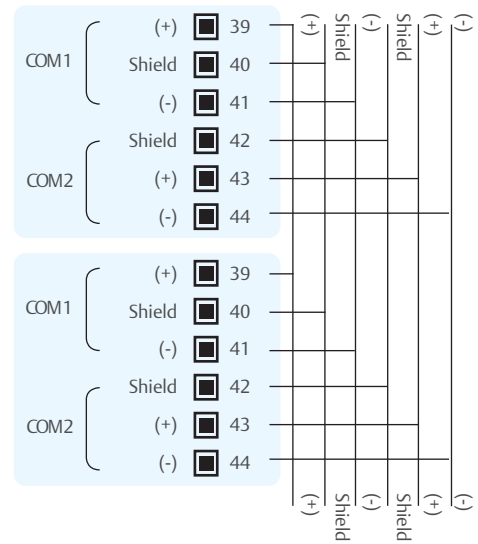 (+) 39
COM1 Shield 40
(-) 41
Shield 42
COM2 (+) 43
(-) 44
(+) Shield (-) Shield (+) (-)
(+) 39
COM1 Shield 40
(-) 41
Shield 42
COM2 (+) 43
(-) 44
(+) Shield (-) Shield (+) (-)